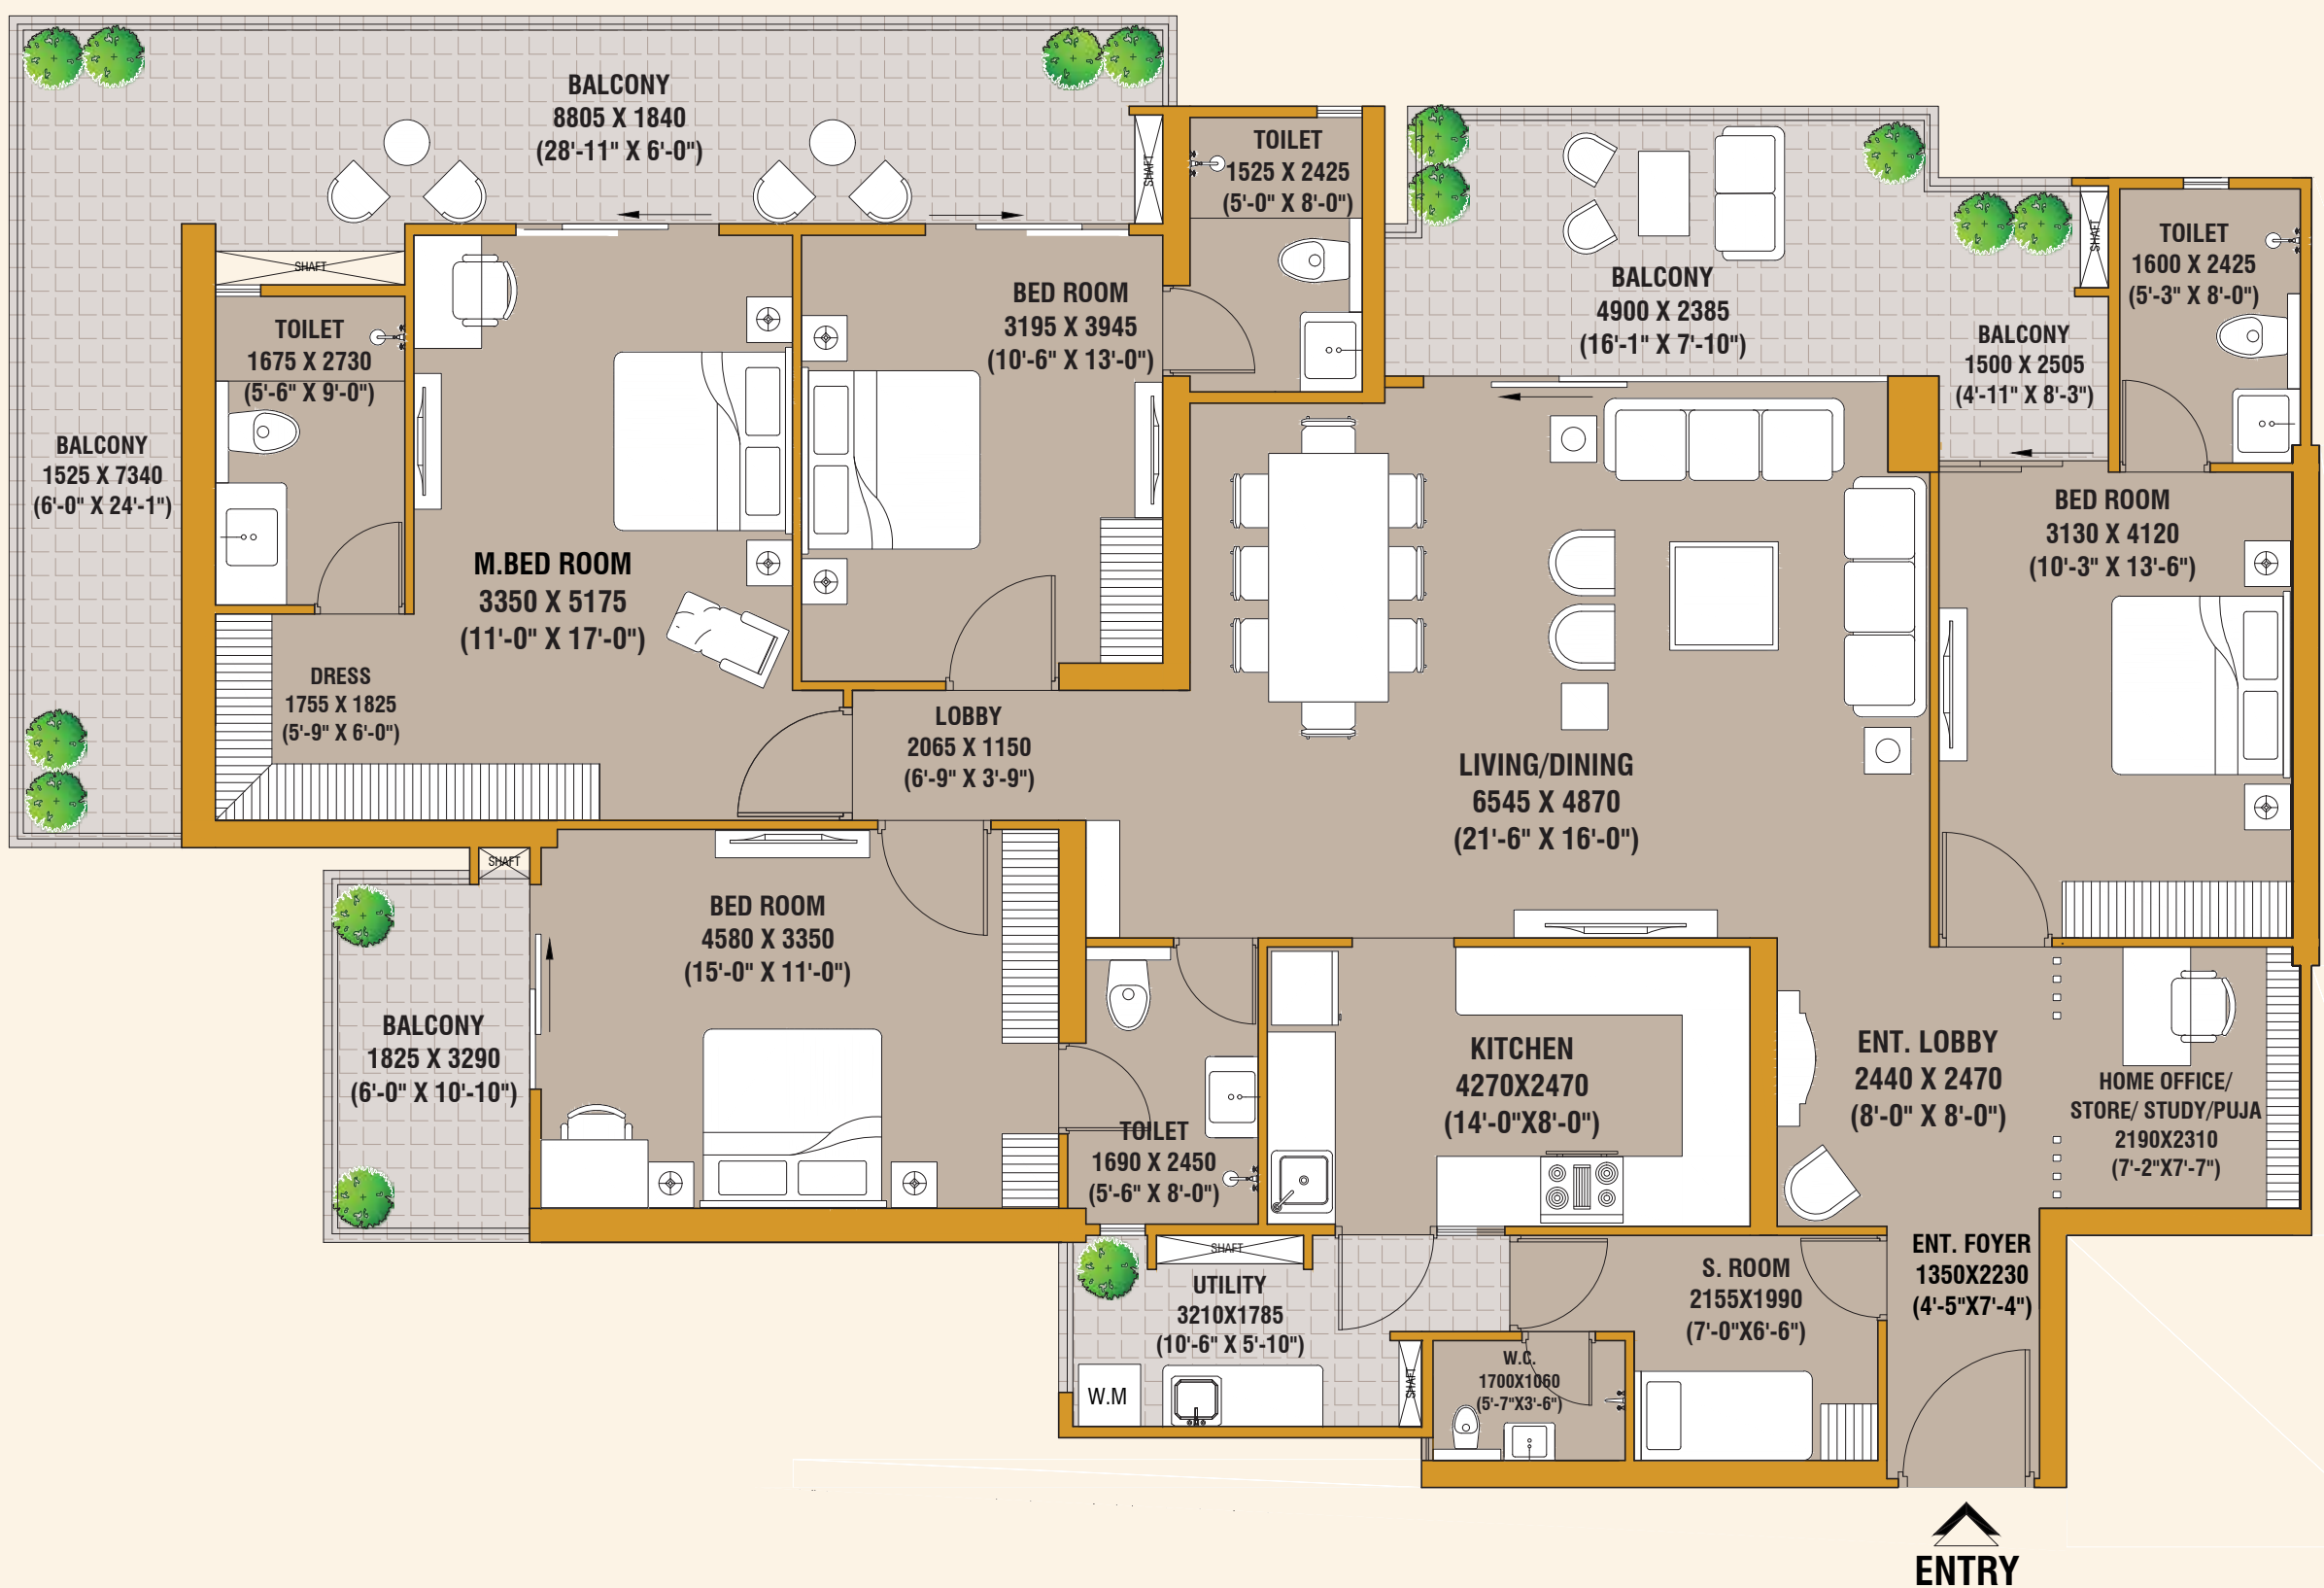 BALCONY
8805 X 1840
(28'-11" X 6'-0")
TOILET
1525 X 2425
(5'-0" X 8'-0")
SHAFT
BALCONY
4900 X 2385
(16'-1" X 7'-10")
SHAFT
TOILET
1600 X 2425
(5'-3" X 8'-0")
BALCONY
1500 X 2505
(4'-11" X 8'-3")
SHAFT
TOILET
1675 X 2730
(5'-6" X 9'-0")
BED ROOM
3195 X 3945
(10'-6" X 13'-0")
BALCONY
1525 X 7340
(6'-0" X 24'-1")
M.BED ROOM
3350 X 5175
(11'-0" X 17'-0")
BED ROOM
3130 X 4120
(10'-3" X 13'-6")
DRESS
1755 X 1825
(5'-9" X 6'-0")
LOBBY
2065 X 1150
(6'-9" X 3'-9")
LIVING/DINING
6545 X 4870
(21'-6" X 16'-0")
SHAFT
BED ROOM
4580 X 3350
(15'-0" X 11'-0")
BALCONY
1825 X 3290
(6'-0" X 10'-10")
TOILET
1690 X 2450
(5'-6" X 8'-0")
KITCHEN
4270X2470
(14'-0"X8'-0")
ENT. LOBBY
2440 X 2470
(8'-0" X 8'-0")
HOME OFFICE/
STORE/ STUDY/PUJA
2190X2310
(7'-2"X7'-7")
SHAFT
UTILITY
3210X1785
(10'-6" X 5'-10")
W.M
SHAFT
W.C.
1700X1060
(5'-7"X3'-6")
S. ROOM
2155X1990
(7'-0"X6'-6")
ENT. FOYER
1350X2230
(4'-5"X7'-4")
ENTRY